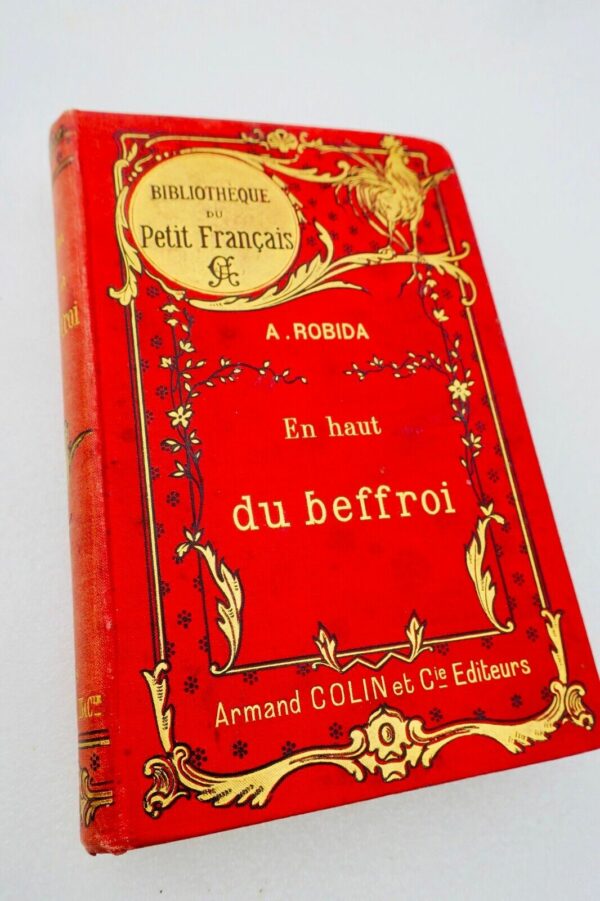 BIBLIOTHEQUE
DU
Petit Français
A. ROBIDA
En haut
du beffroi
Armand COLIN et Cie Editeurs